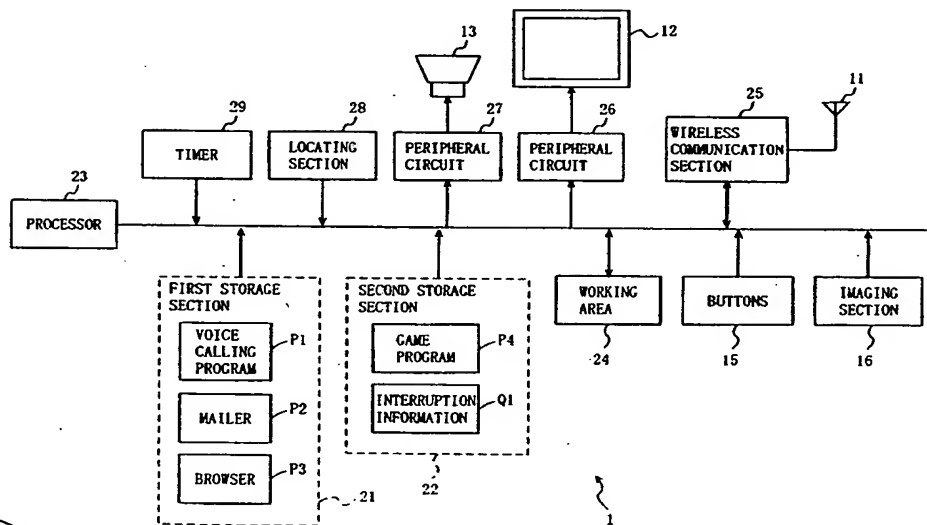 13
12
11
29
28
27
26
25
TIMER
LOCATING
SECTION
PERIPHERAL
CIRCUIT
PERIPHERAL
CIRCUIT
WIRELESS
COMMUNICATION
SECTION
23
PROCESSOR
FIRST STORAGE
SECTION
VOICE
CALLING
PROGRAM
P1
MAILER
P2
BROWSER
P3
21
SECOND STORAGE
SECTION
GAME
PROGRAM
P4
INTERRUPTION
INFORMATION
Q1
22
WORKING
AREA
24
BUTTONS
15
IMAGING
SECTION
16
1